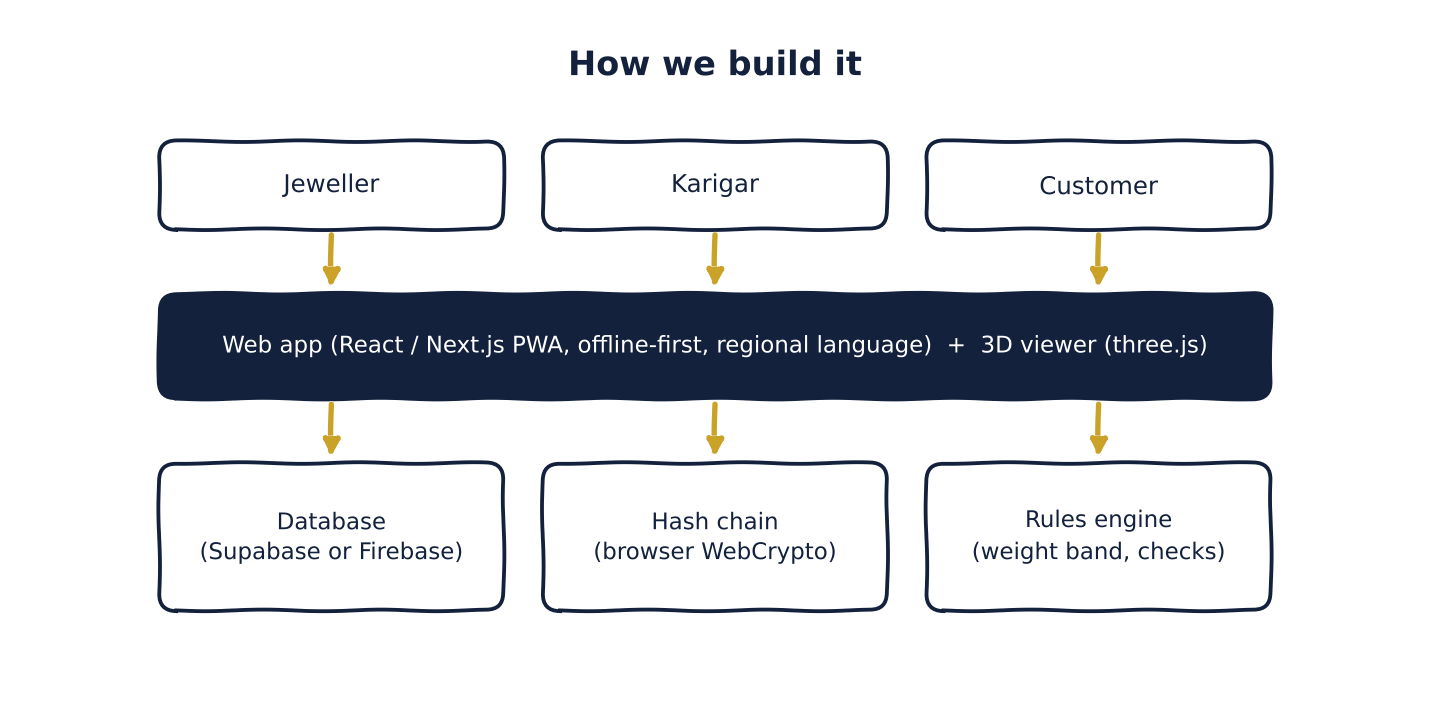 How we build it
Jeweller
Karigar
Customer
Web app (React / Next.js PWA, offline-first, regional language)  +  3D viewer (three.js)
Database
(Supabase or Firebase)
Hash chain
(browser WebCrypto)
Rules engine
(weight band, checks)